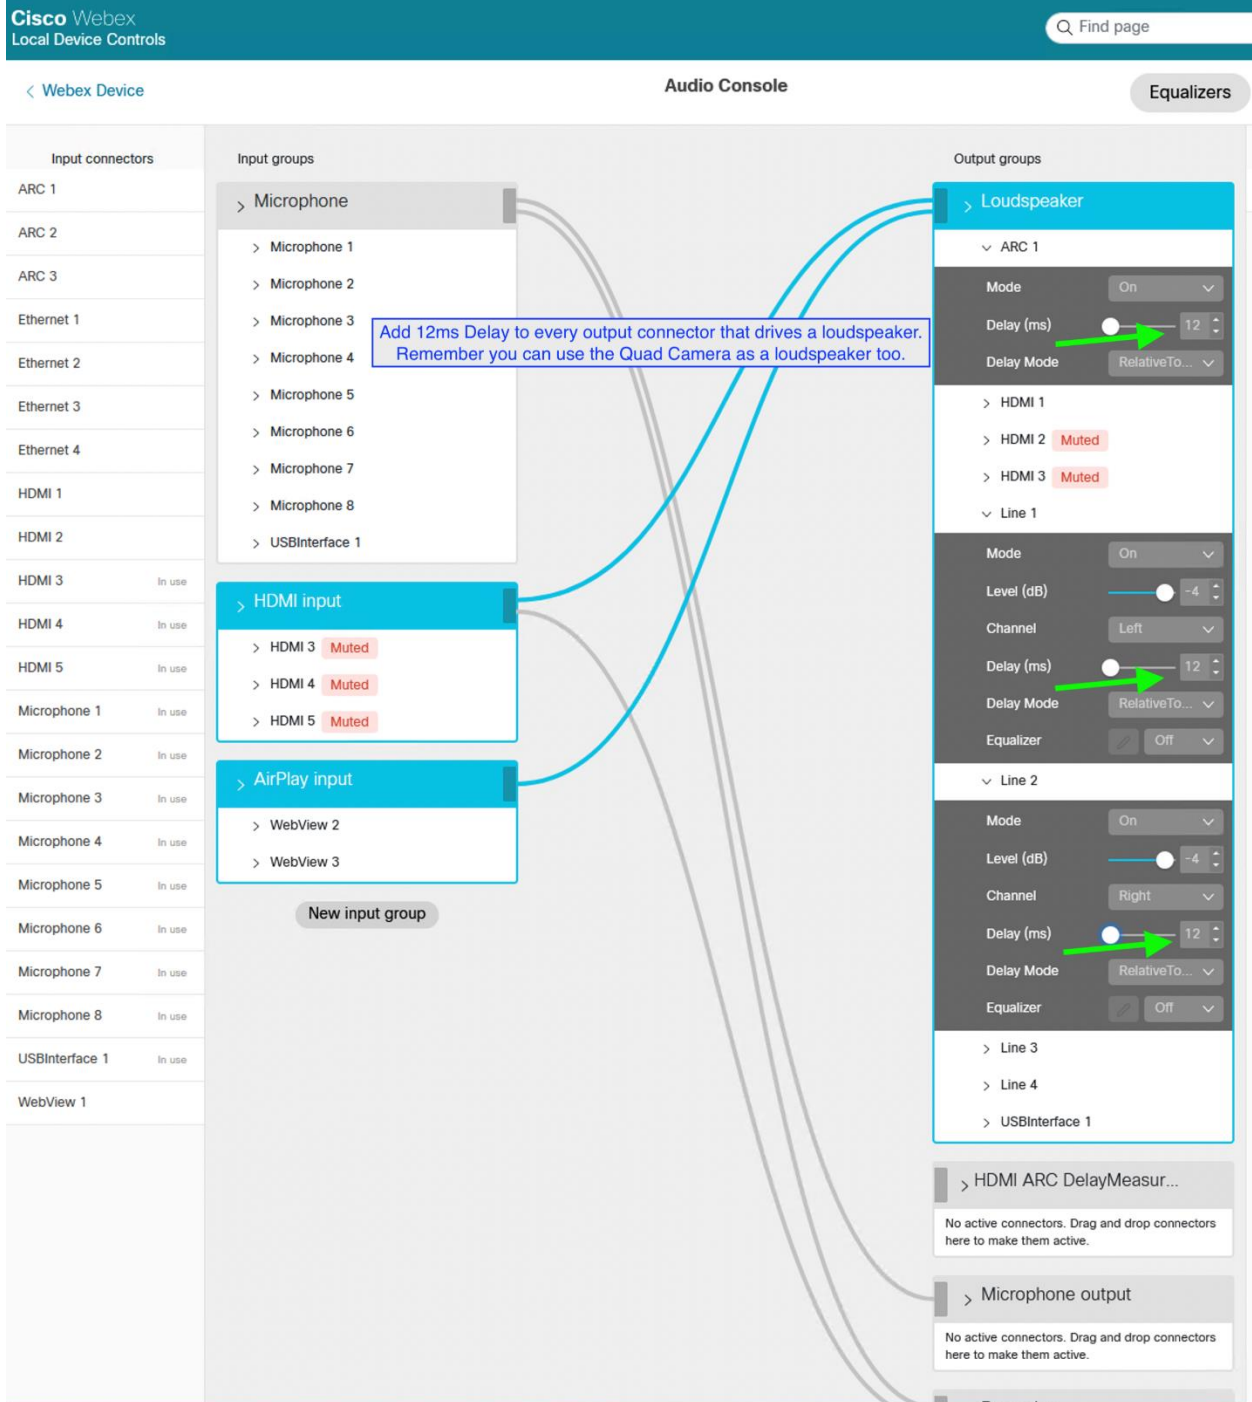 Cisco Webex
Local Device Controls
Find page
Webex Device
Audio Console
Equalizers
Input connectors
ARC 1
ARC 2
ARC 3
Ethernet 1
Ethernet 2
Ethernet 3
Ethernet 4
HDMI 1
HDMI 2
HDMI 3 In use
HDMI 4 In use
HDMI 5 In use
Microphone 1 In use
Microphone 2 In use
Microphone 3 In use
Microphone 4 In use
Microphone 5 In use
Microphone 6 In use
Microphone 7 In use
Microphone 8 In use
USBInterface 1 In use
WebView 1
Input groups
Microphone
Microphone 1
Microphone 2
Microphone 3
Microphone 4
Microphone 5
Microphone 6
Microphone 7
Microphone 8
USBInterface 1
HDMI input
HDMI 3 Muted
HDMI 4 Muted
HDMI 5 Muted
AirPlay input
WebView 2
WebView 3
New input group
Add 12ms Delay to every output connector that drives a loudspeaker.
Remember you can use the Quad Camera as a loudspeaker too.
Output groups
Loudspeaker
ARC 1
Mode On
Delay (ms) 12
Delay Mode RelativeTo...
HDMI 1
HDMI 2 Muted
HDMI 3 Muted
Line 1
Mode On
Level (dB) -4
Channel Left
Delay (ms) 12
Delay Mode RelativeTo...
Equalizer Off
Line 2
Mode On
Level (dB) -4
Channel Right
Delay (ms) 12
Delay Mode RelativeTo...
Equalizer Off
Line 3
Line 4
USBInterface 1
HDMI ARC DelayMeasur...
No active connectors. Drag and drop connectors
here to make them active.
Microphone output
No active connectors. Drag and drop connectors
here to make them active.